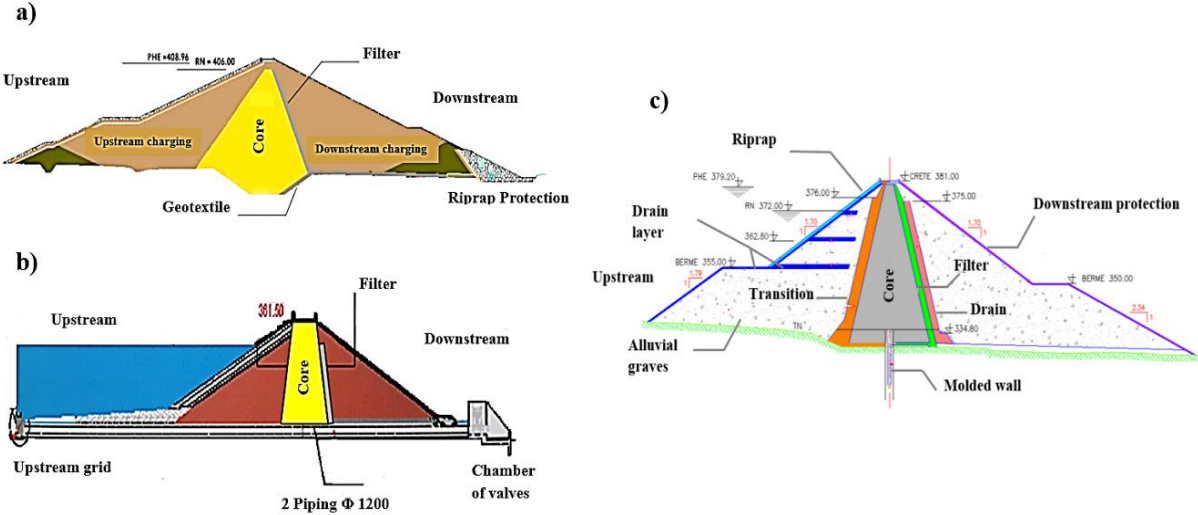 a)
PHE =408.96
RN = 406.00
Filter
Upstream
Downstream
Upstream charging
Core
Downstream charging
Geotextile
Riprap Protection
b)
Filter
Upstream
361.50
Downstream
Core
Upstream grid
Chamber
of valves
2 Piping Φ 1200
c)
Riprap
PHE 379.20
376.00
CRETE 381.00
375.00
Downstream protection
RN 372.00
Drain
layer
1.70
1
1.70
1
362.80
BERME 355.00
Upstream
1.79
1
Core
Filter
BERME 350.00
Transition
Drain
2.34
1
TN
334.80
Alluvial
graves
Molded wall